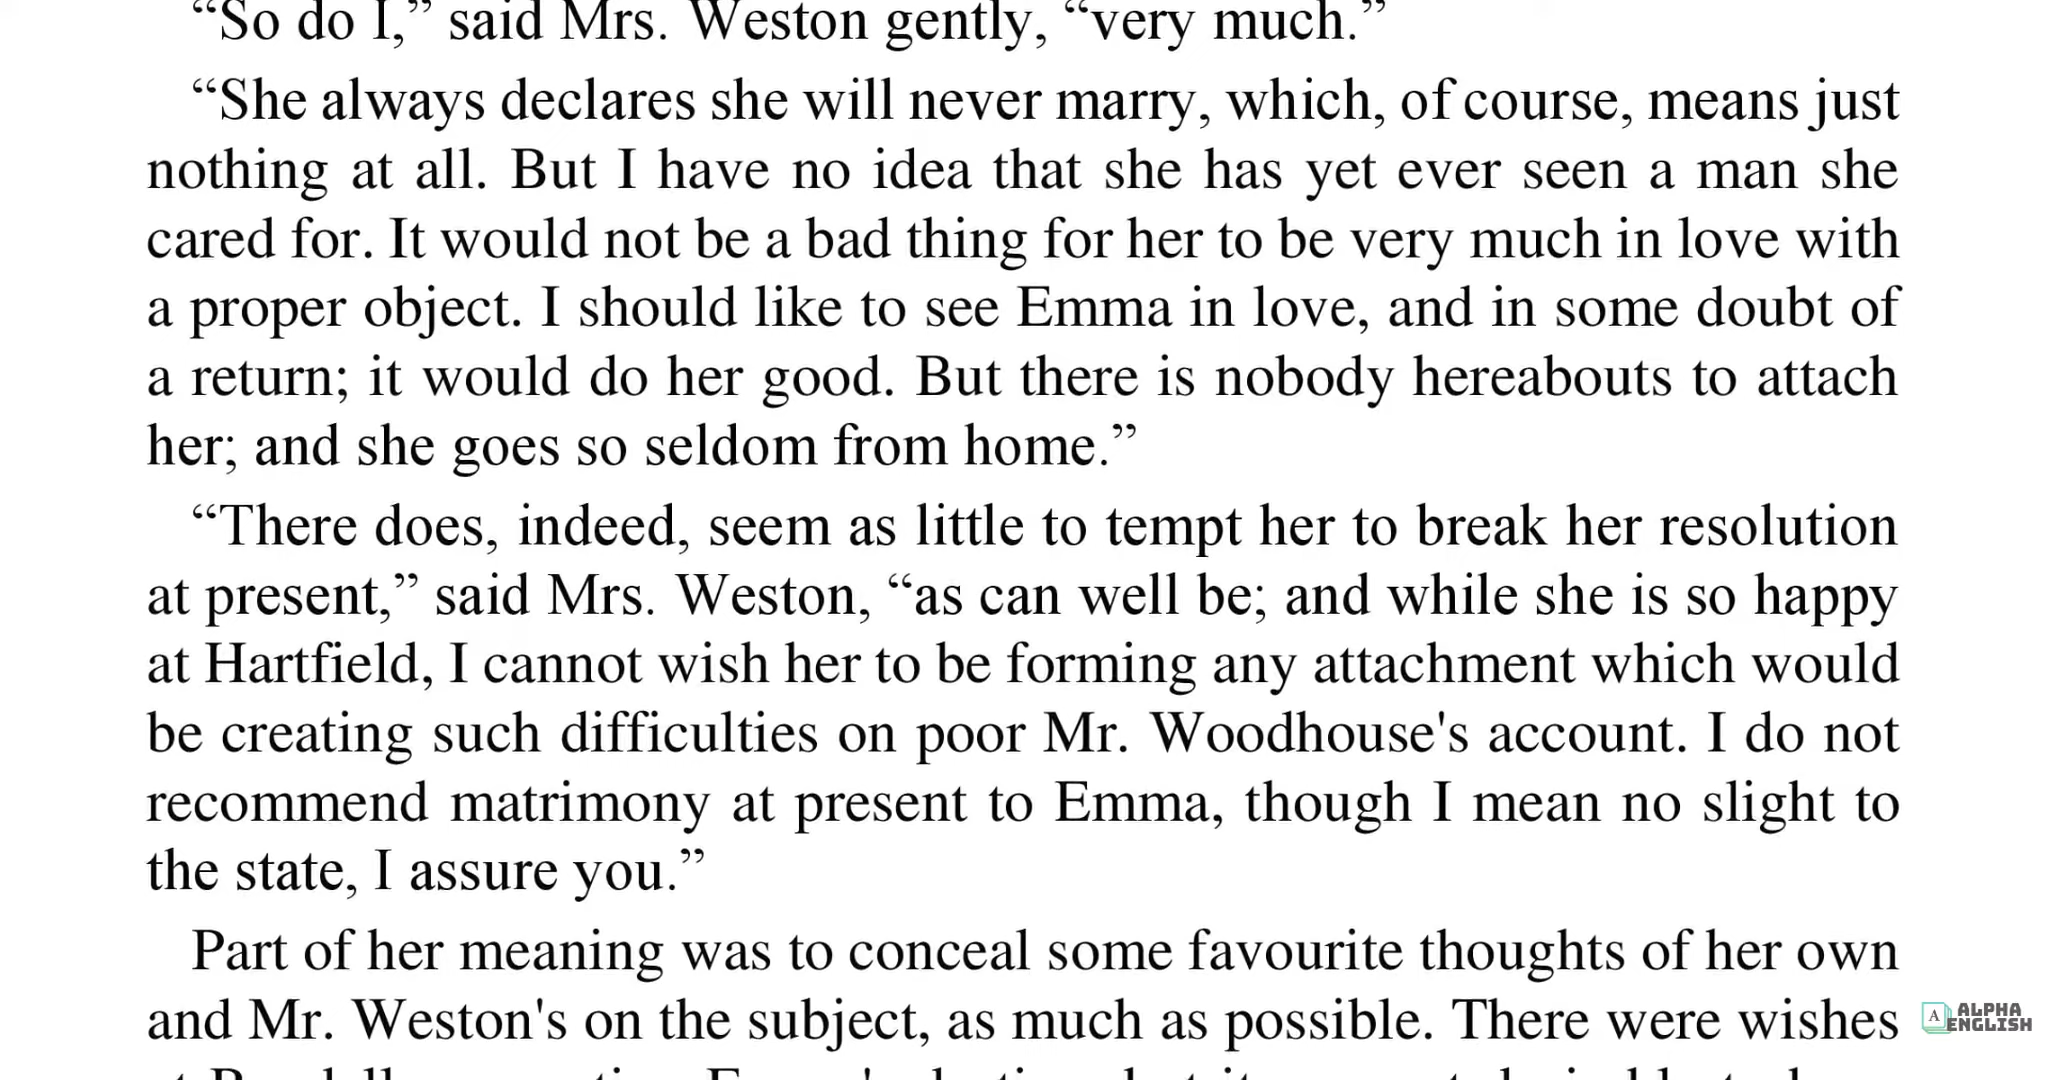 “So do I,” said Mrs. Weston gently, “very much.”
“She always declares she will never marry, which, of course, means just
nothing at all. But I have no idea that she has yet ever seen a man she
cared for. It would not be a bad thing for her to be very much in love with
a proper object. I should like to see Emma in love, and in some doubt of
a return; it would do her good. But there is nobody hereabouts to attach
her; and she goes so seldom from home.”
“There does, indeed, seem as little to tempt her to break her resolution
at present,” said Mrs. Weston, “as can well be; and while she is so happy
at Hartfield, I cannot wish her to be forming any attachment which would
be creating such difficulties on poor Mr. Woodhouse's account. I do not
recommend matrimony at present to Emma, though I mean no slight to
the state, I assure you.”
Part of her meaning was to conceal some favourite thoughts of her own
and Mr. Weston's on the subject, as much as possible. There were wishes
A ALPHA
ENGLISH